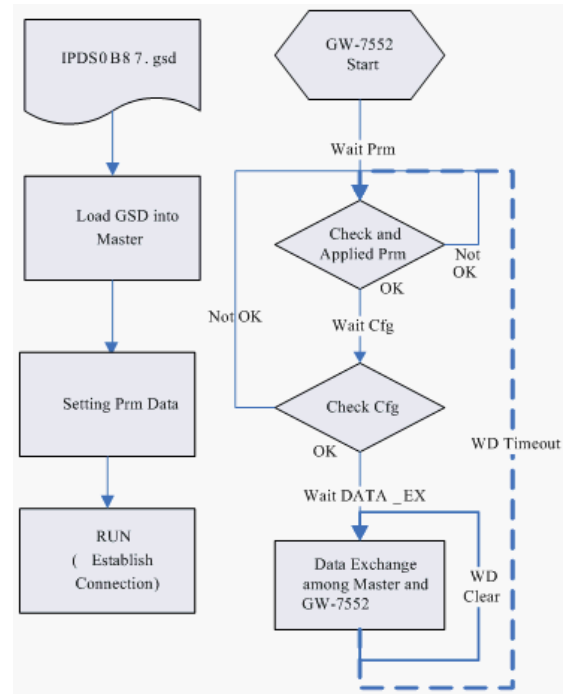 IPDS0B87.gsd
Load GSD into
Master
Setting Prm Data
RUN
( Establish
Connection)
GW-7552
Start
Wait Prm
Check and
Applied Prm
Not
OK
OK
Wait Cfg
Not OK
Check Cfg
OK
WD Timeout
Wait DATA _EX
Data Exchange
among Master and
GW-7552
WD
Clear